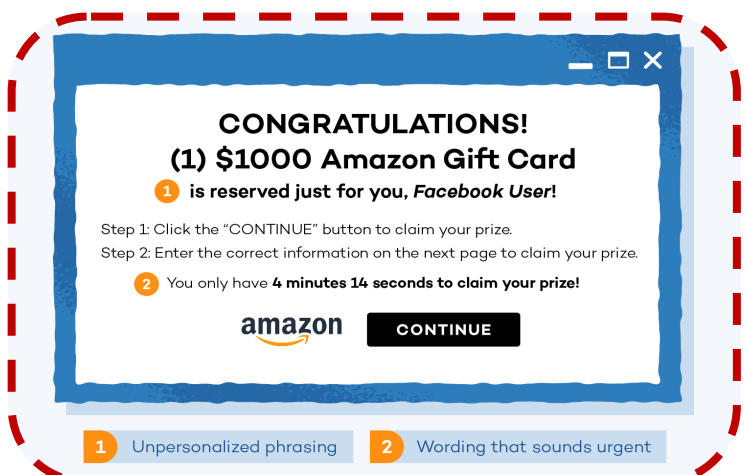 CONGRATULATIONS!
(1) $1000 Amazon Gift Card
1 is reserved just for you, Facebook User!
Step 1: Click the “CONTINUE” button to claim your prize.
Step 2: Enter the correct information on the next page to claim your prize.
2 You only have 4 minutes 14 seconds to claim your prize!
amazon CONTINUE
1 Unpersonalized phrasing 2 Wording that sounds urgent